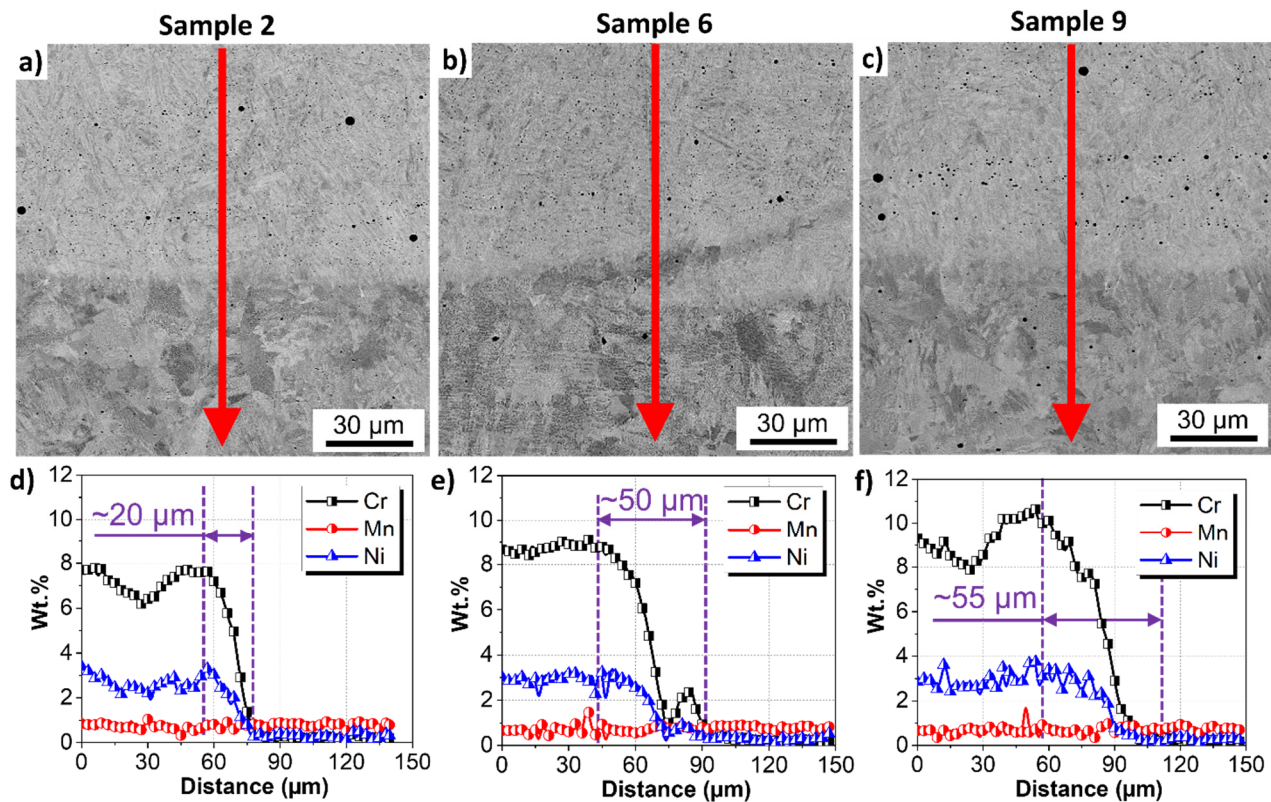 Sample 2 Sample 6 Sample 9
a) b) c)
30 µm 30 µm 30 µm
d) e) f)
12 10 8 6 4 2 0
Wt.%
~20 µm
Cr
Mn
Ni
0 30 60 90 120 150
Distance (µm)
12 10 8 6 4 2 0
Wt.%
~50 µm
Cr
Mn
Ni
0 30 60 90 120 150
Distance (µm)
12 10 8 6 4 2 0
Wt.%
~55 µm
Cr
Mn
Ni
0 30 60 90 120 150
Distance (µm)